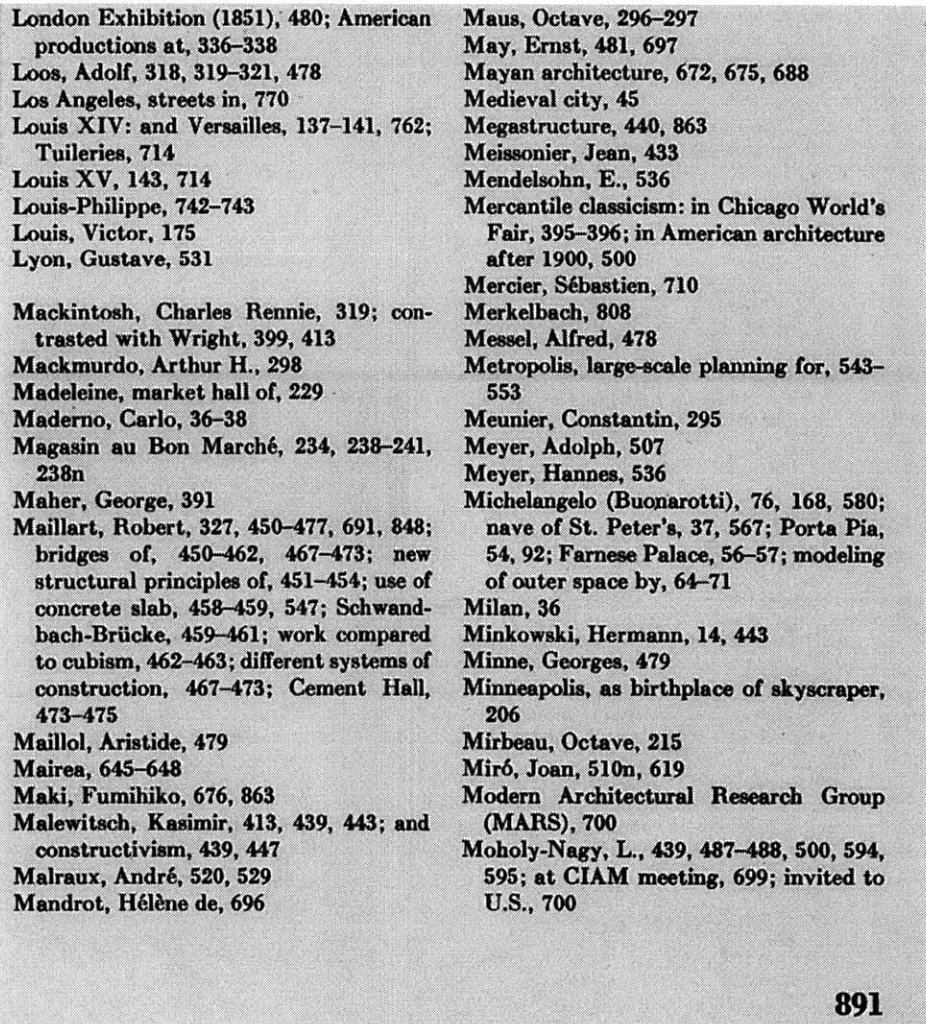 London Exhibition (1851), 480; American
productions at, 336–338
Loos, Adolf, 318, 319–321, 478
Los Angeles, streets in, 770
Louis XIV: and Versailles, 137–141, 762;
Tuileries, 714
Louis XV, 143, 714
Louis-Philippe, 742–743
Louis, Victor, 175
Lyon, Gustave, 531
Mackintosh, Charles Rennie, 319; con-
trasted with Wright, 399, 413
Mackmurdo, Arthur H., 298
Madeleine, market hall of, 229
Maderno, Carlo, 36–38
Magasin au Bon Marché, 234, 238–241,
238n
Maher, George, 391
Maillart, Robert, 327, 450–477, 691, 848;
bridges of, 450–462, 467–473; new
structural principles of, 451–454; use of
concrete slab, 458–459, 547; Schwand-
bach-Brücke, 459–461; work compared
to cubism, 462–463; different systems of
construction, 467–473; Cement Hall,
473–475
Maillol, Aristide, 479
Mairea, 645–648
Maki, Fumihiko, 676, 863
Malewitsch, Kasimir, 413, 439, 443; and
constructivism, 439, 447
Malraux, André, 520, 529
Mandrot, Hélène de, 696
Maus, Octave, 296–297
May, Ernst, 481, 697
Mayan architecture, 672, 675, 688
Medieval city, 45
Megastructure, 440, 863
Meissonier, Jean, 433
Mendelsohn, E., 536
Mercantile classicism: in Chicago World's
Fair, 395–396; in American architecture
after 1900, 500
Mercier, Sébastien, 710
Merkelbach, 808
Messel, Alfred, 478
Metropolis, large-scale planning for, 543–
553
Meunier, Constantin, 295
Meyer, Adolph, 507
Meyer, Hannes, 536
Michelangelo (Buonarotti), 76, 168, 580;
nave of St. Peter's, 37, 567; Porta Pia,
54, 92; Farnese Palace, 56–57; modeling
of outer space by, 64–71
Milan, 36
Minkowski, Hermann, 14, 443
Minne, Georges, 479
Minneapolis, as birthplace of skyscraper,
206
Mirbeau, Octave, 215
Miró, Joan, 510n, 619
Modern Architectural Research Group
(MARS), 700
Moholy-Nagy, L., 439, 487–488, 500, 594,
595; at CIAM meeting, 699; invited to
U.S., 700
891